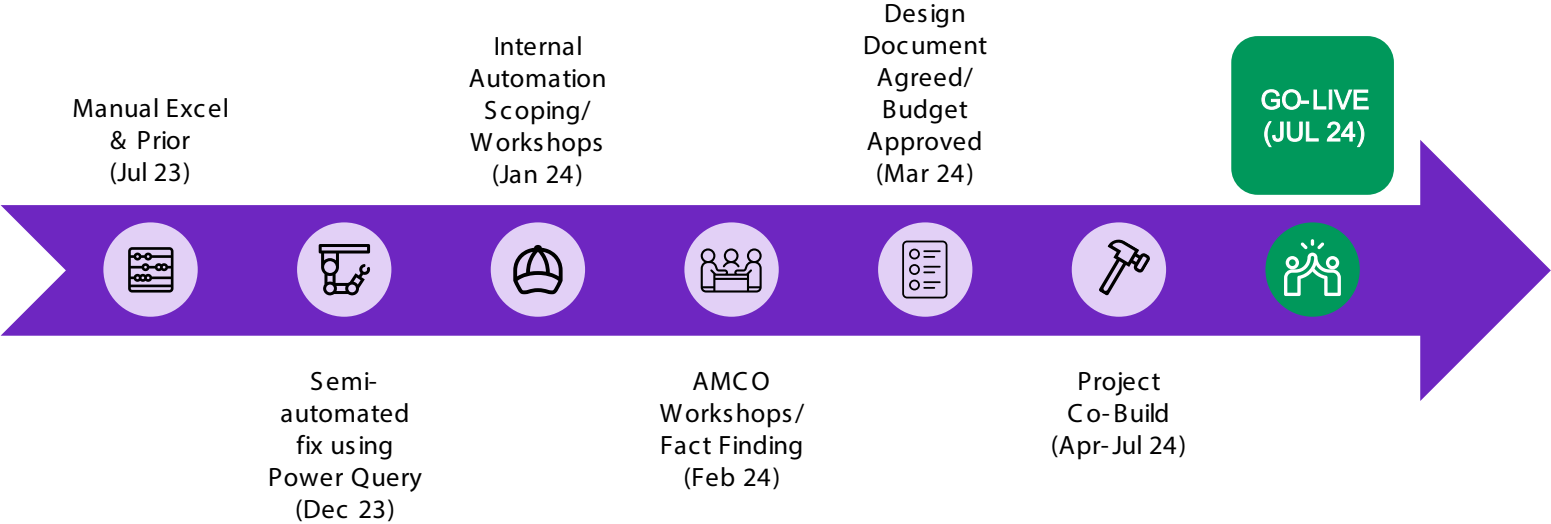 Manual Excel
& Prior
(Jul 23)
Semi-
automated
fix using
Power Query
(Dec 23)
Internal
Automation
Scoping/
Workshops
(Jan 24)
AMCO
Workshops/
Fact Finding
(Feb 24)
Design
Document
Agreed/
Budget
Approved
(Mar 24)
Project
Co-Build
(Apr-Jul 24)
GO-LIVE
(JUL 24)